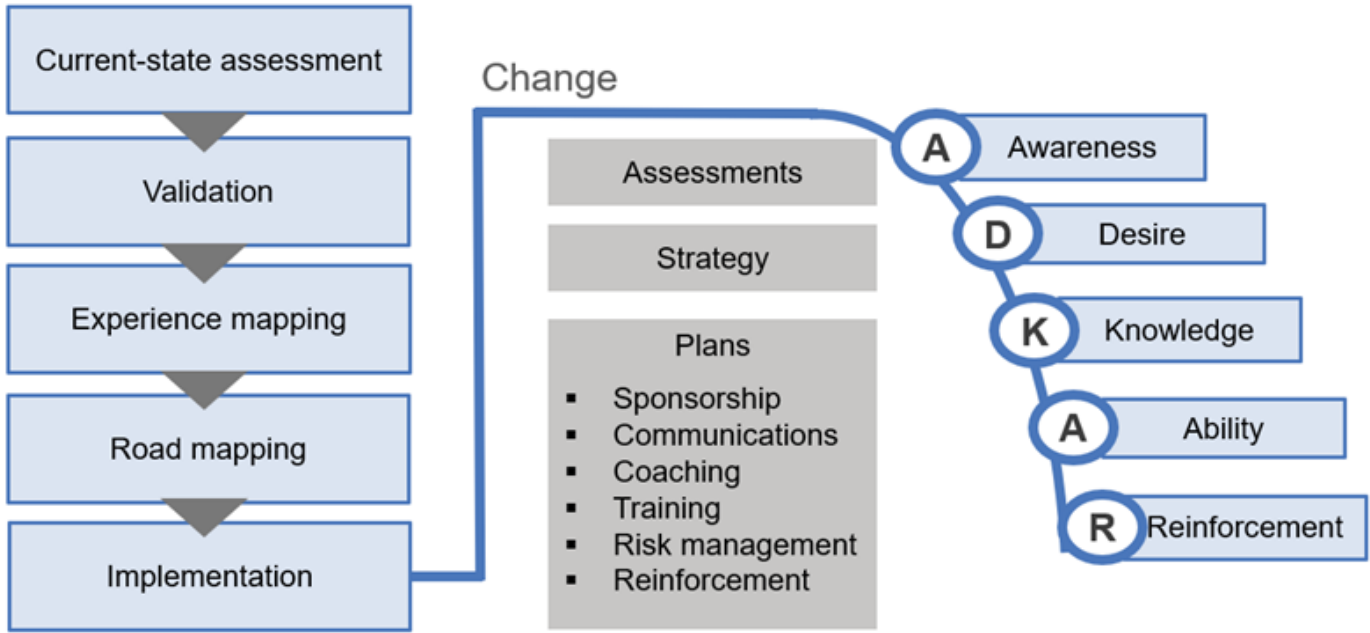 Current-state assessment
Validation
Experience mapping
Road mapping
Implementation
Change
Assessments
Strategy
Plans
▪ Sponsorship
▪ Communications
▪ Coaching
▪ Training
▪ Risk management
▪ Reinforcement
A Awareness
D Desire
K Knowledge
A Ability
R Reinforcement